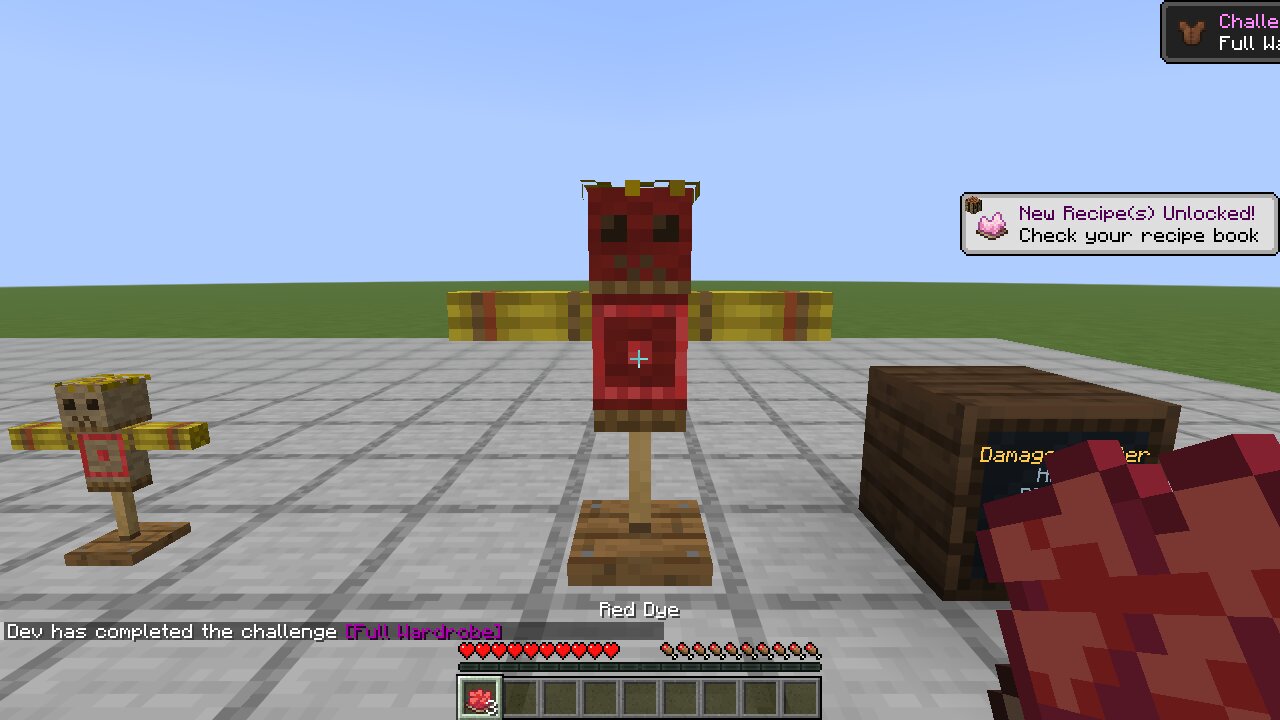 Challe
Full Wa
New Recipe(s) Unlocked!
Check your recipe book
Red Dye
Dev has completed the challenge [Full Wardrobe]
3